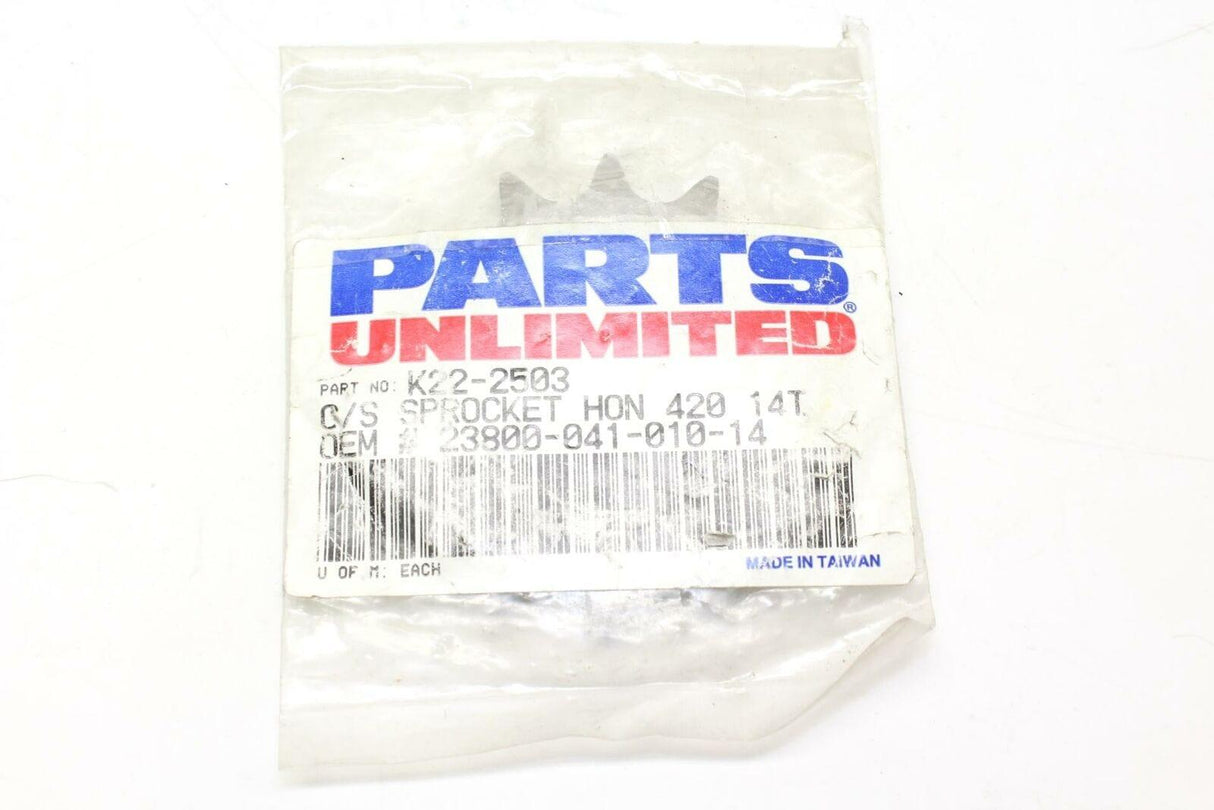 PARTS
UNLIMITED®
PART NO: K22-2503
C/S SPROCKET HON 420 14T
OEM # 23800-041-010-14
U OF M: EACH
MADE IN TAIWAN